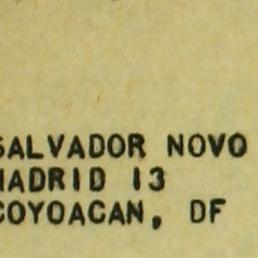 SALVADOR NOVO
MADRID 13
COYOACAN, DF